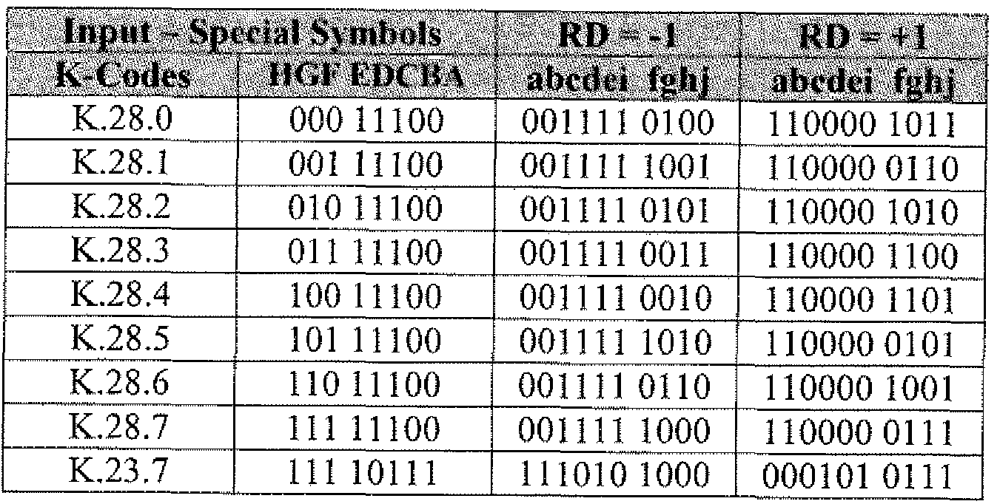 Input – Special Symbols RD = -1 RD = +1
K-Codes HGF EDCBA abcdei fghj abcdei fghj
K.28.0 000 11100 001111 0100 110000 1011
K.28.1 001 11100 001111 1001 110000 0110
K.28.2 010 11100 001111 0101 110000 1010
K.28.3 011 11100 001111 0011 110000 1100
K.28.4 100 11100 001111 0010 110000 1101
K.28.5 101 11100 001111 1010 110000 0101
K.28.6 110 11100 001111 0110 110000 1001
K.28.7 111 11100 001111 1000 110000 0111
K.23.7 111 10111 111010 1000 000101 0111